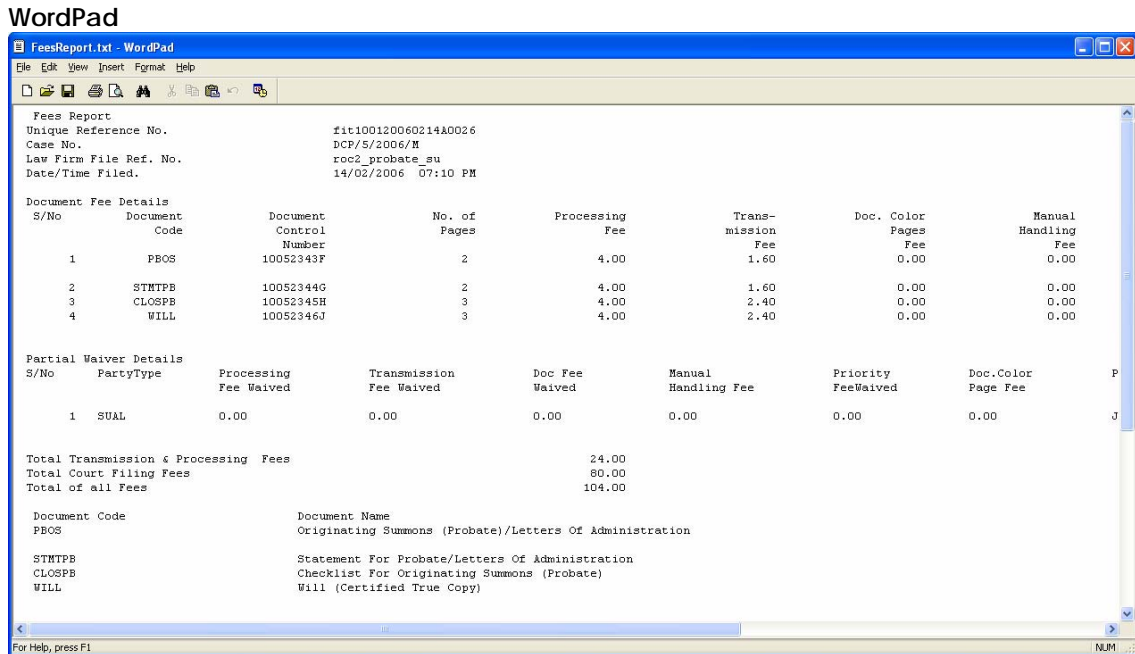 WordPad
FeesReport.txt - WordPad
File Edit View Insert Format Help
Fees Report
Unique Reference No. fit100120060214A0026
Case No. DCP/5/2006/M
Law Firm File Ref. No. roc2_probate_su
Date/Time Filed. 14/02/2006 07:10 PM
Document Fee Details
S/No Document Document No. of Processing Trans- Doc. Color Manual
Code Control Pages Fee mission Pages Handling
Number Fee Fee Fee
1 PBOS 10052343F 2 4.00 1.60 0.00 0.00
2 STMTPB 10052344G 2 4.00 1.60 0.00 0.00
3 CLOSPB 10052345H 3 4.00 2.40 0.00 0.00
4 WILL 10052346J 3 4.00 2.40 0.00 0.00
Partial Waiver Details
S/No PartyType Processing Transmission Doc Fee Manual Priority Doc.Color P
Fee Waived Fee Waived Waived Handling Fee FeeWaived Page Fee
1 SUAL 0.00 0.00 0.00 0.00 0.00 0.00 J
Total Transmission & Processing Fees 24.00
Total Court Filing Fees 80.00
Total of all Fees 104.00
Document Code Document Name
PBOS Originating Summons (Probate)/Letters Of Administration
STMTPB Statement For Probate/Letters Of Administration
CLOSPB Checklist For Originating Summons (Probate)
WILL Will (Certified True Copy)
For Help, press F1 NUM